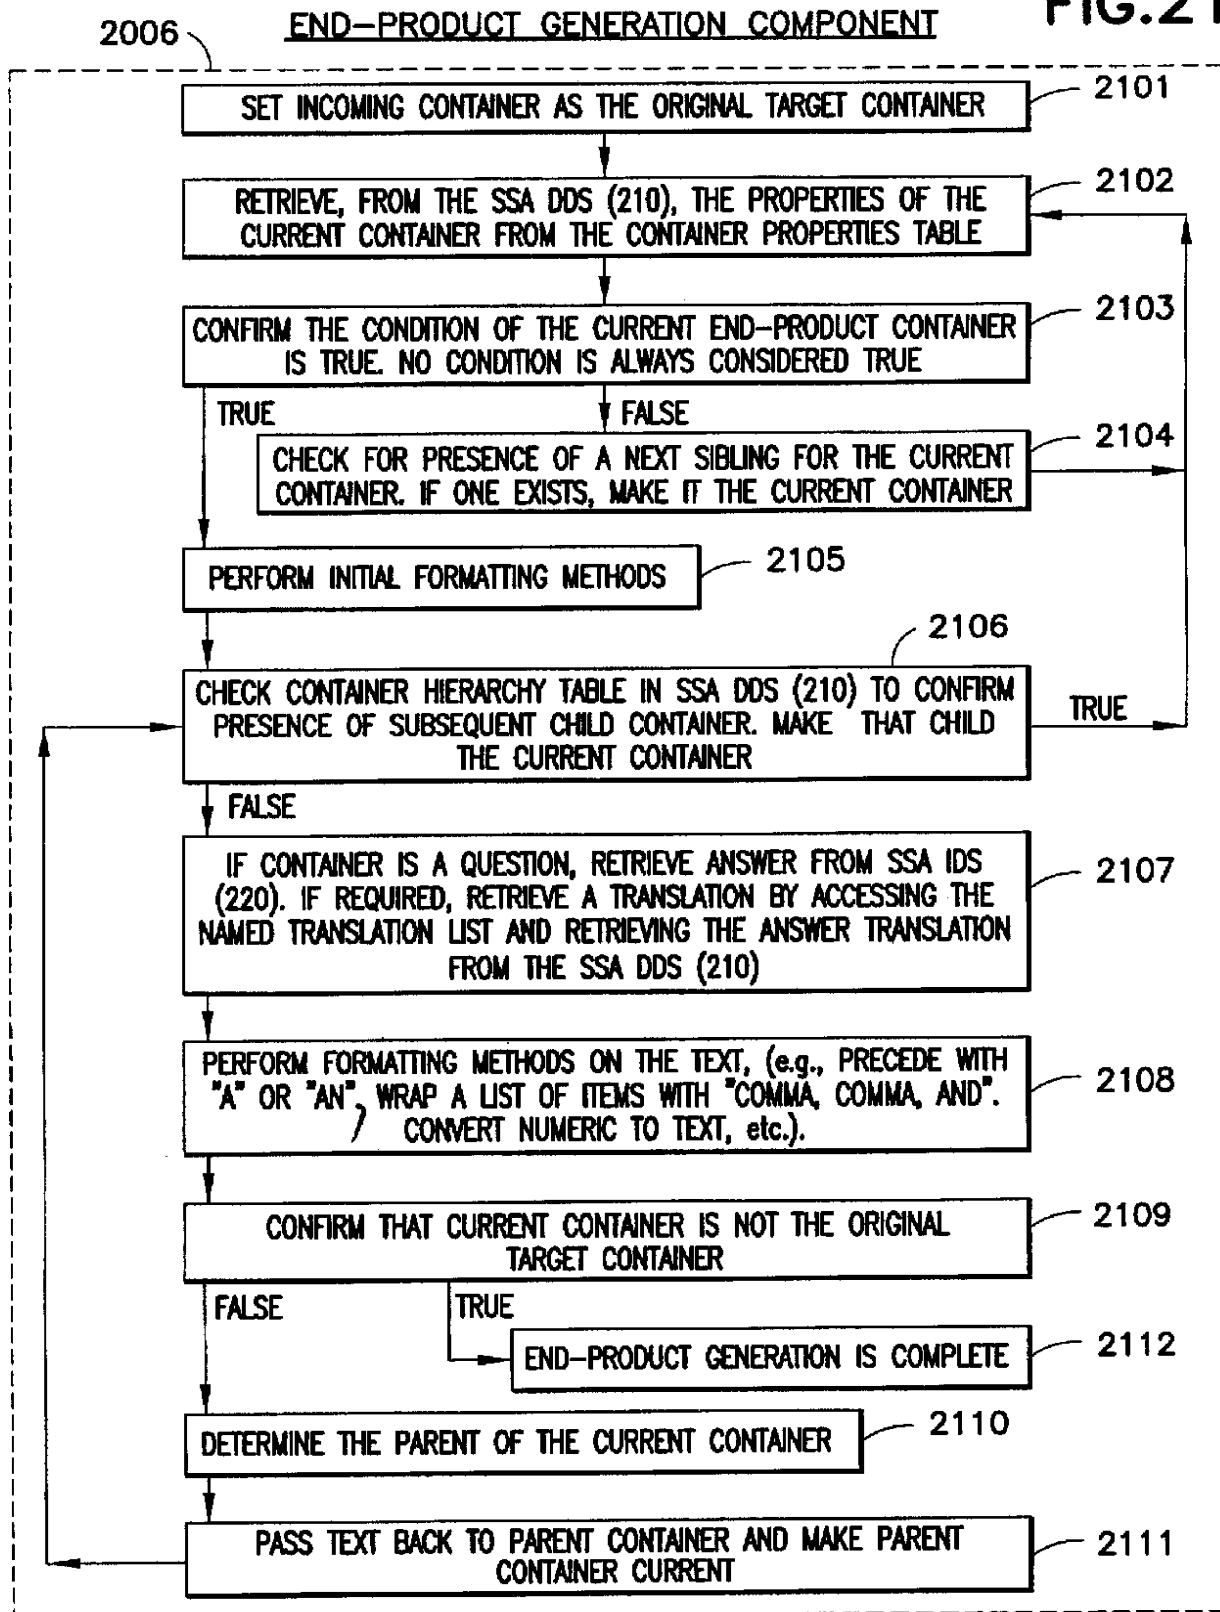 FIG.21
END-PRODUCT GENERATION COMPONENT
2006
SET INCOMING CONTAINER AS THE ORIGINAL TARGET CONTAINER
2101
RETRIEVE, FROM THE SSA DDS (210), THE PROPERTIES OF THE
CURRENT CONTAINER FROM THE CONTAINER PROPERTIES TABLE
2102
CONFIRM THE CONDITION OF THE CURRENT END-PRODUCT CONTAINER
IS TRUE. NO CONDITION IS ALWAYS CONSIDERED TRUE
2103
TRUE
FALSE
CHECK FOR PRESENCE OF A NEXT SIBLING FOR THE CURRENT
CONTAINER. IF ONE EXISTS, MAKE IT THE CURRENT CONTAINER
2104
PERFORM INITIAL FORMATTING METHODS
2105
2106
CHECK CONTAINER HIERARCHY TABLE IN SSA DDS (210) TO CONFIRM
PRESENCE OF SUBSEQUENT CHILD CONTAINER. MAKE THAT CHILD
THE CURRENT CONTAINER
TRUE
FALSE
IF CONTAINER IS A QUESTION, RETRIEVE ANSWER FROM SSA IDS
(220). IF REQUIRED, RETRIEVE A TRANSLATION BY ACCESSING THE
NAMED TRANSLATION LIST AND RETRIEVING THE ANSWER TRANSLATION
FROM THE SSA DDS (210)
2107
PERFORM FORMATTING METHODS ON THE TEXT, (e.g., PRECEDE WITH
"A" OR "AN", WRAP A LIST OF ITEMS WITH "COMMA, COMMA, AND".
CONVERT NUMERIC TO TEXT, etc.).
2108
CONFIRM THAT CURRENT CONTAINER IS NOT THE ORIGINAL
TARGET CONTAINER
2109
FALSE
TRUE
END-PRODUCT GENERATION IS COMPLETE
2112
DETERMINE THE PARENT OF THE CURRENT CONTAINER
2110
PASS TEXT BACK TO PARENT CONTAINER AND MAKE PARENT
CONTAINER CURRENT
2111